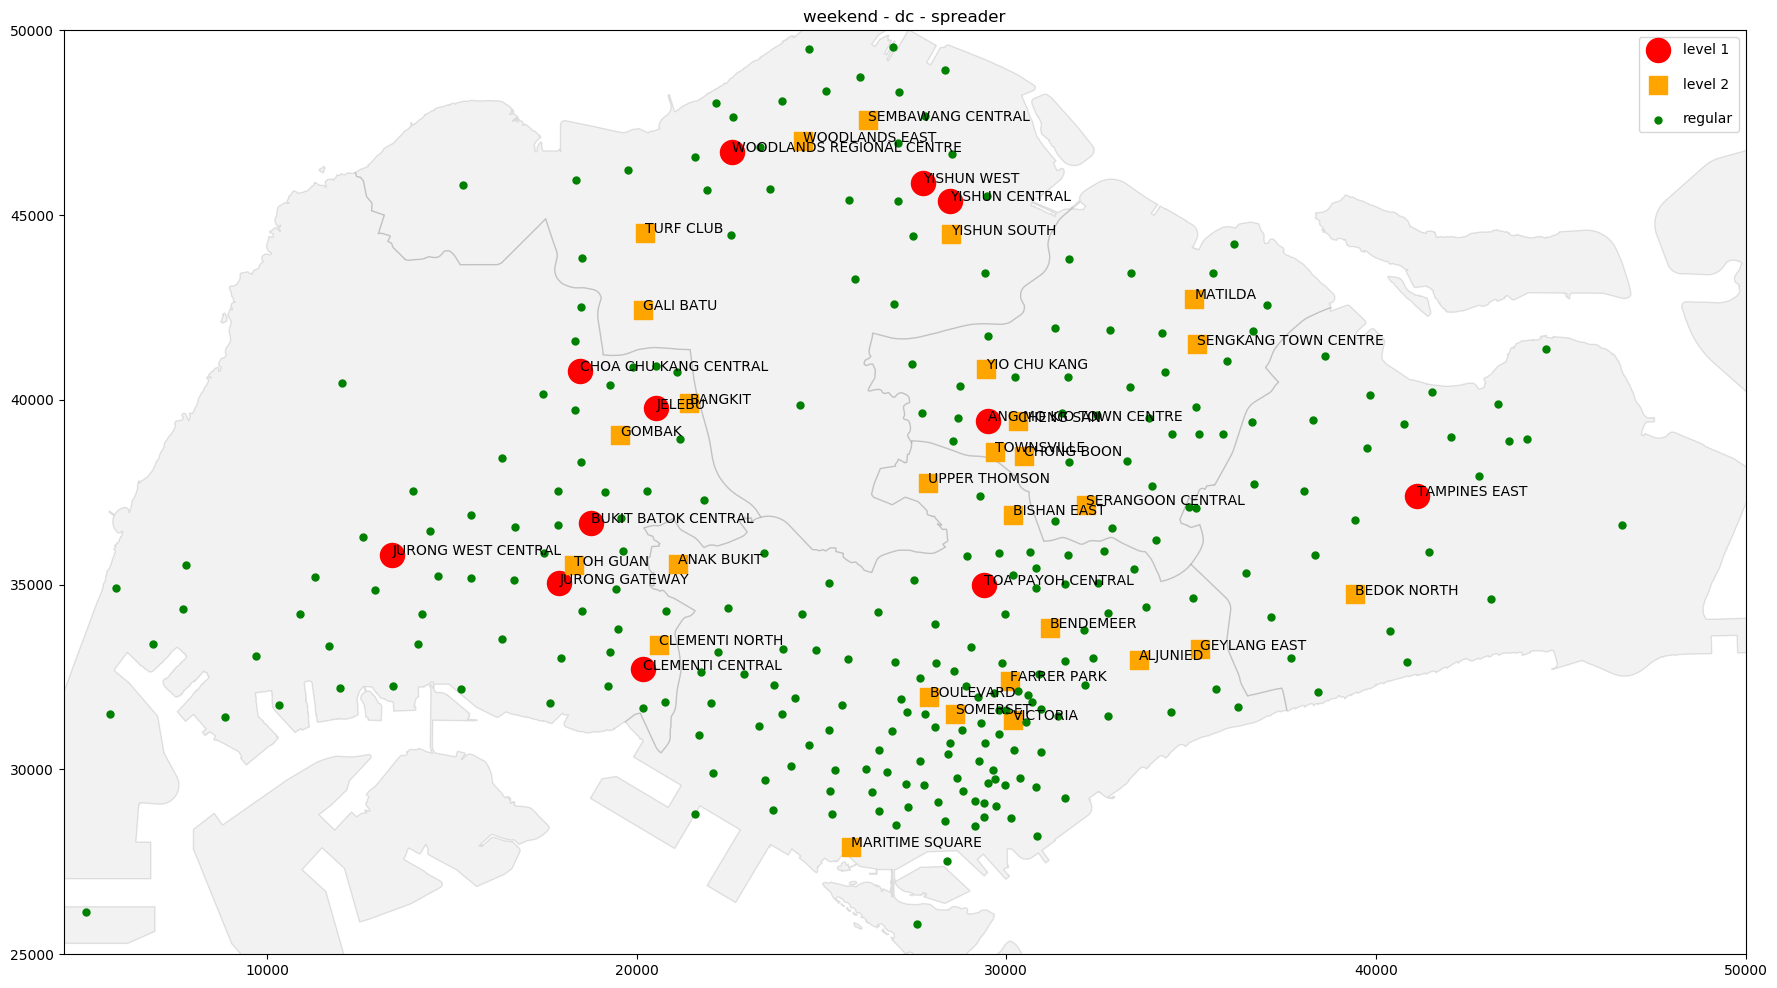 weekend - dc - spreader
50000
level 1
level 2
regular
SEMBAWANG CENTRAL
WOODLANDS EAST
WOODLANDS REGIONAL CENTRE
YISHUN WEST
YISHUN CENTRAL
45000
TURF CLUB
YISHUN SOUTH
MATILDA
GALI BATU
SENGKANG TOWN CENTRE
CHOA CHU KANG CENTRAL
YIO CHU KANG
40000
JELEBU
BANGKIT
ANG MO KIO TOWN CENTRE
CHENG SAN
GOMBAK
TOWNSVILLE
CHONG BOON
UPPER THOMSON
TAMPINES EAST
SERANGOON CENTRAL
BISHAN EAST
BUKIT BATOK CENTRAL
JURONG WEST CENTRAL
TOH GUAN
ANAK BUKIT
35000
JURONG GATEWAY
TOA PAYOH CENTRAL
BEDOK NORTH
BENDEMEER
CLEMENTI NORTH
GEYLANG EAST
ALJUNIED
CLEMENTI CENTRAL
FARRER PARK
BOULEVARD
SOMERSET
VICTORIA
30000
MARITIME SQUARE
25000
10000
20000
30000
40000
50000